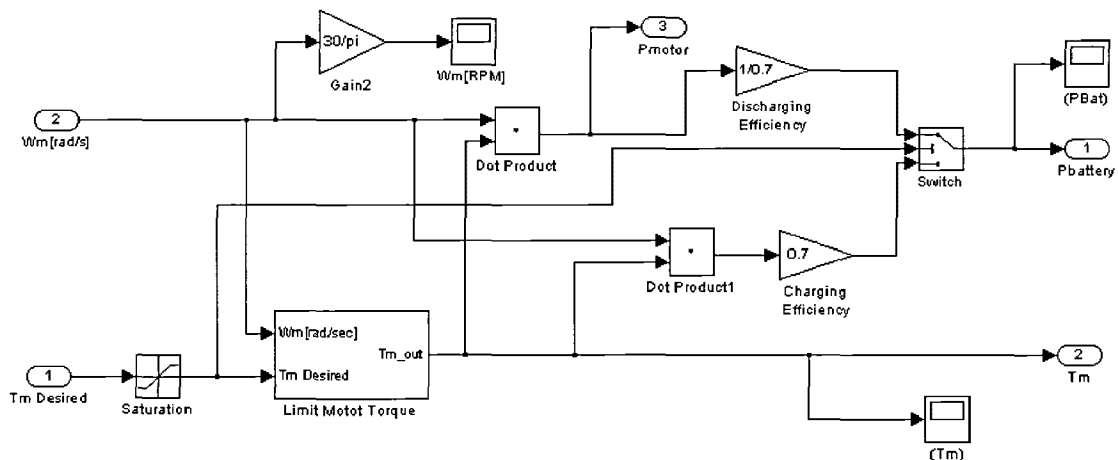 30/pi
Gain2
Wm[RPM]
3
Pmotor
1/0.7
Discharging
Efficiency
(PBat)
2
Wm[rad/s]
Dot Product
Switch
1
Pbattery
0.7
Dot Product1
Charging
Efficiency
Wm[rad/sec]
Tm_out
Tm Desired
Limit Motot Torque
1
Tm Desired
Saturation
2
Tm
(Tm)